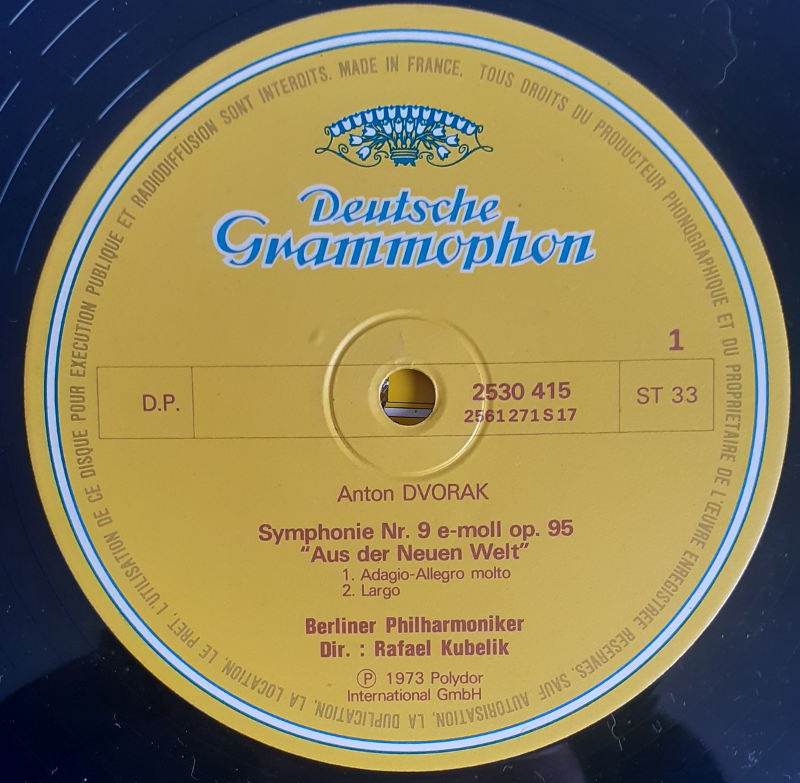 TOUS DROITS DU PRODUCTEUR PHONOGRAPHIQUE ET DU PROPRIETAIRE DE L'ŒUVRE ENREGISTREE RESERVES. SAUF AUTORISATION, LA DUPLICATION, LA LOCATION, LE PRET, L'UTILISATION DE CE DISQUE POUR EXECUTION PUBLIQUE ET RADIODIFFUSION SONT INTERDITS. MADE IN FRANCE.
Deutsche
Grammophon
1
D.P.
2530 415
2561 271 S 17
ST 33
Anton DVORAK
Symphonie Nr. 9 e-moll op. 95
“Aus der Neuen Welt”
1. Adagio-Allegro molto
2. Largo
Berliner Philharmoniker
Dir. : Rafael Kubelik
Ⓟ 1973 Polydor
International GmbH